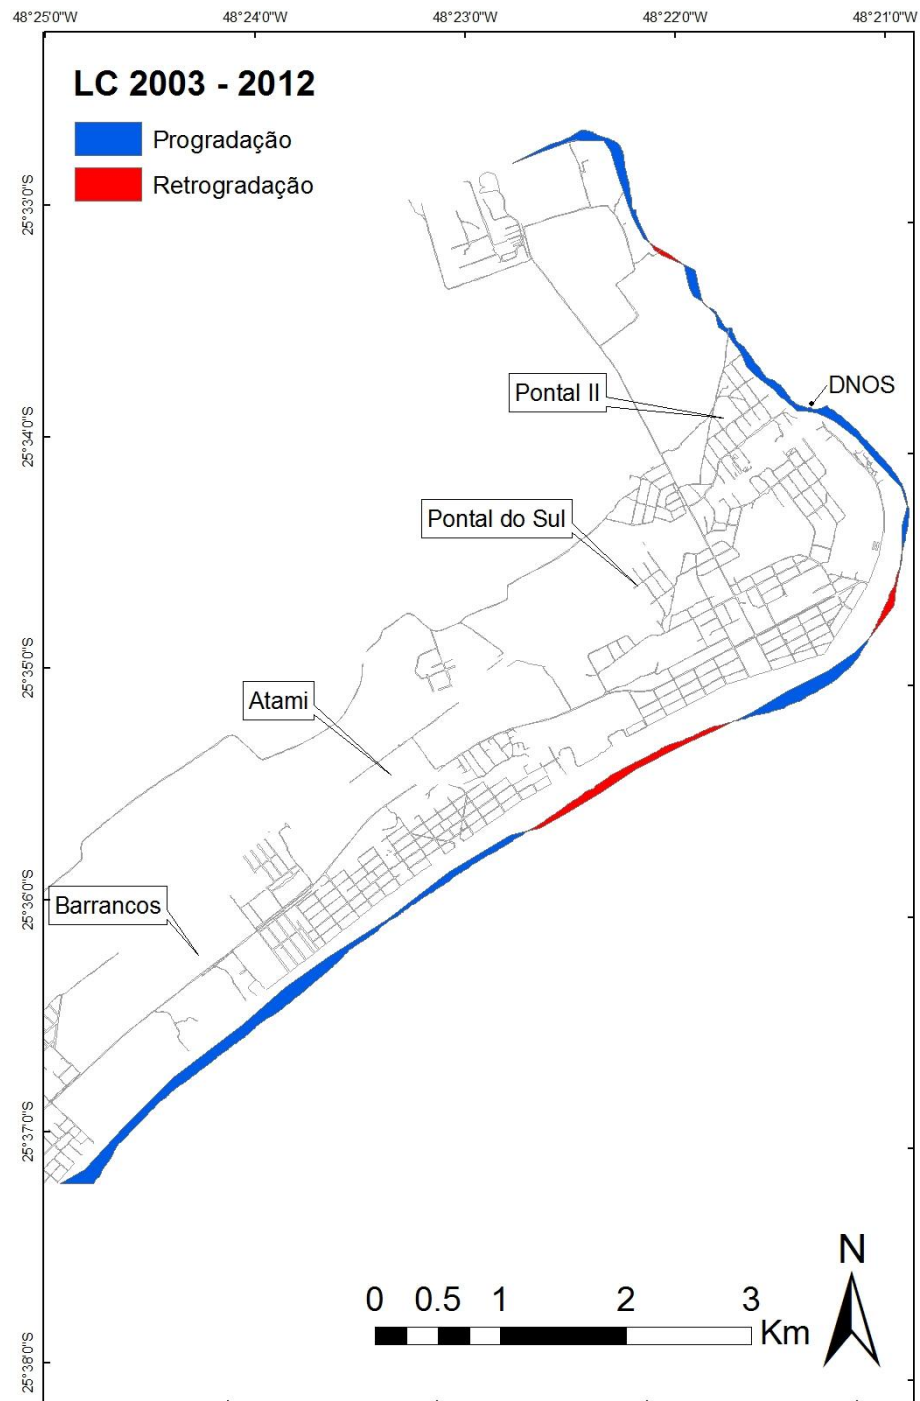 48°25'0"W 48°24'0"W 48°23'0"W 48°22'0"W 48°21'0"W
LC 2003 - 2012
Progradação
Retrogradação
25°33'0"S
DNOS
Pontal II
25°34'0"S
Pontal do Sul
25°35'0"S
Atami
25°36'0"S
Barrancos
25°37'0"S
N
0 0.5 1 2 3
Km
25°38'0"S